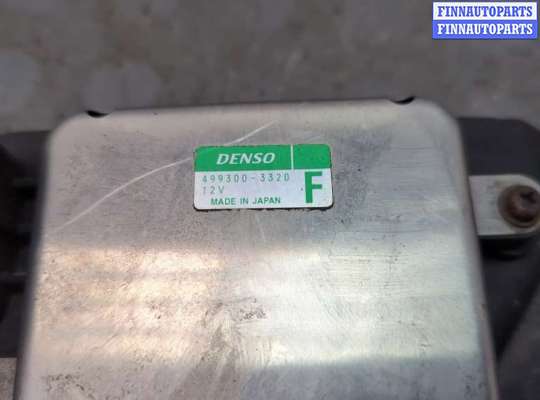 FINNAUTOPARTS
FINNAUTOPARTS
DENSO
499300-3320
12V
F
MADE IN JAPAN